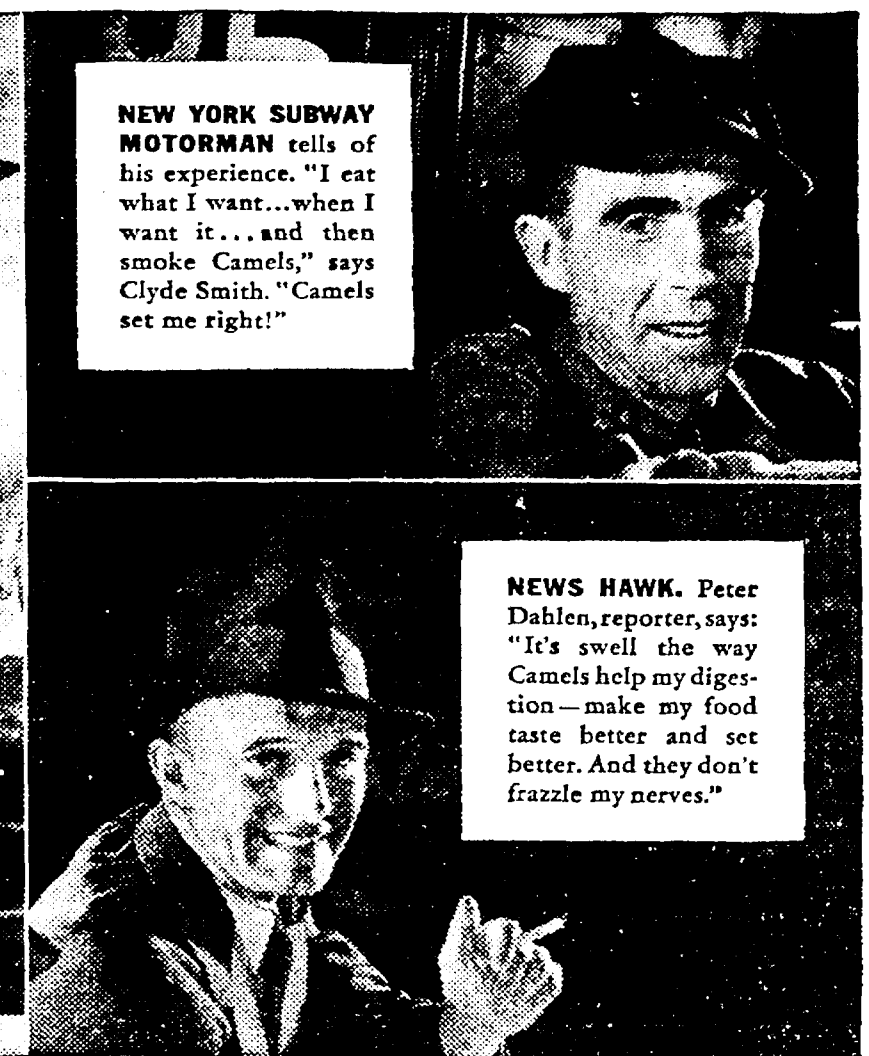 NEW YORK SUBWAY
MOTORMAN tells of
his experience. "I eat
what I want...when I
want it...and then
smoke Camels," says
Clyde Smith. "Camels
set me right!"
NEWS HAWK. Peter
Dahlen, reporter, says:
"It's swell the way
Camels help my diges-
tion—make my food
taste better and set
better. And they don't
frazzle my nerves."